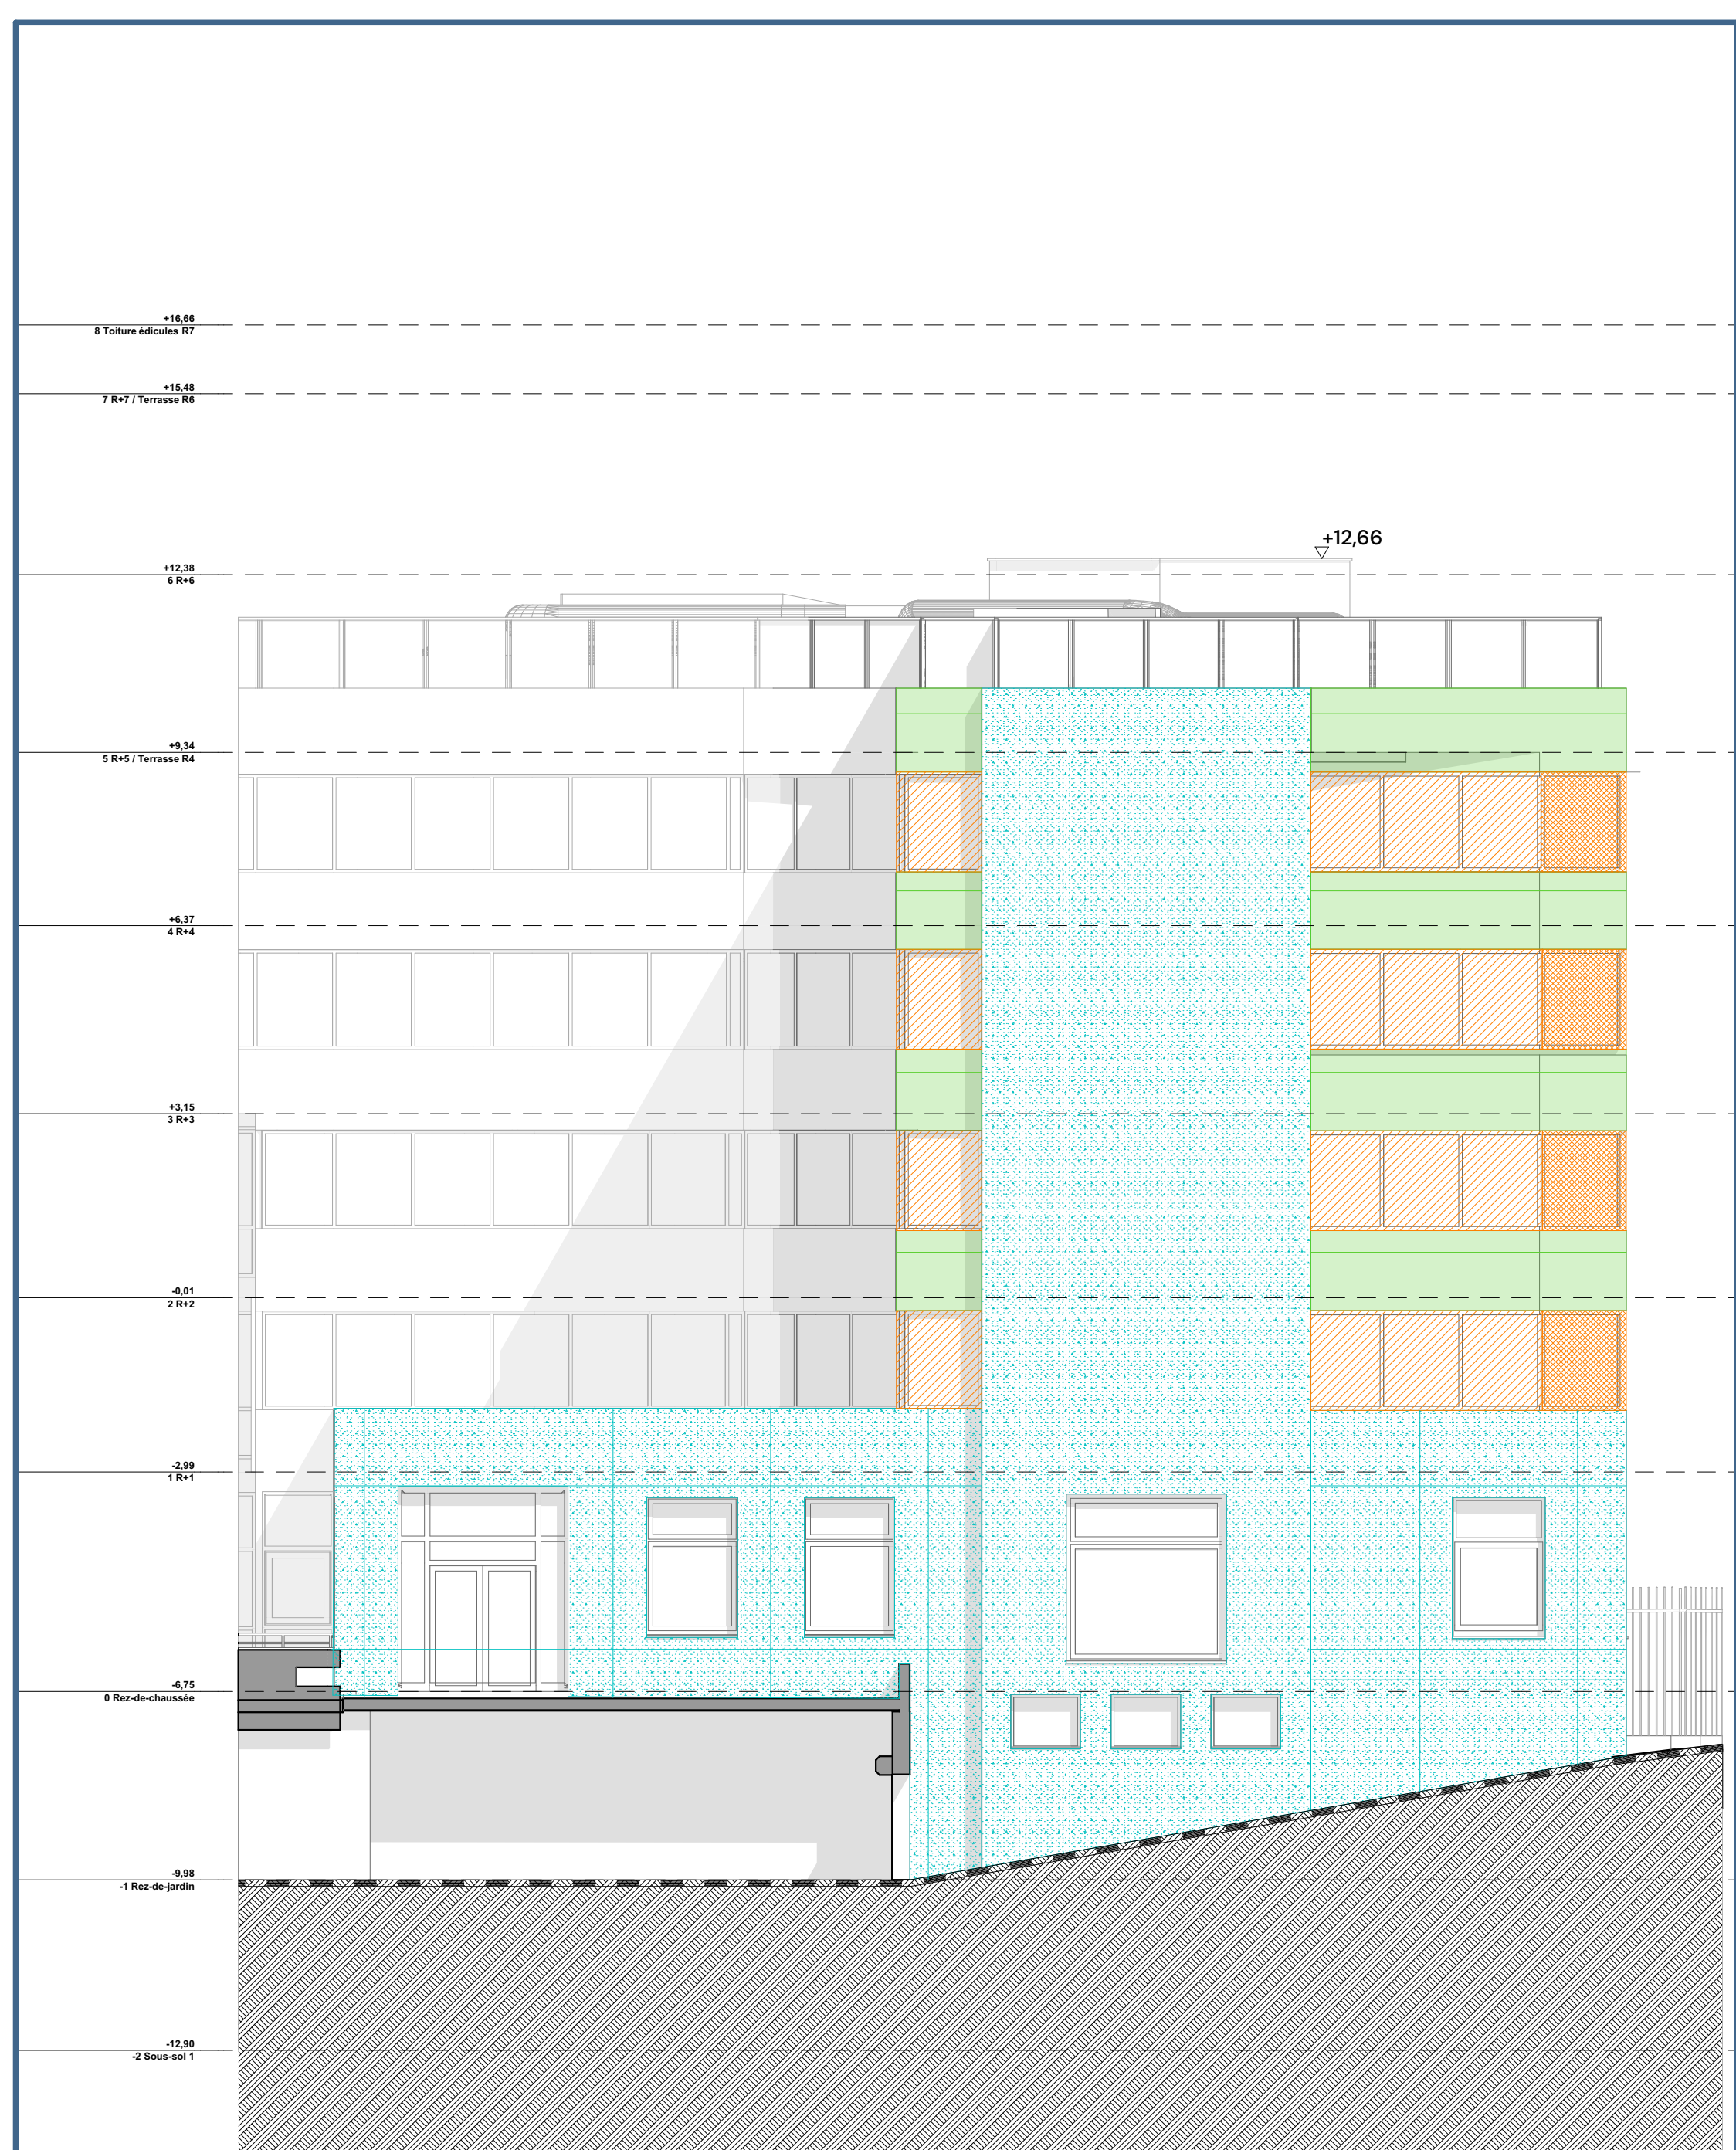 +16,66
8 Toiture édicules R7
+15,48
7 R+7 / Terrasse R6
+12,66
+12,38
6 R+6
+9,34
5 R+5 / Terrasse R4
+6,37
4 R+4
+3,15
3 R+3
-0,01
2 R+2
-2,99
1 R+1
-6,75
0 Rez-de-chaussée
-9,98
-1 Rez-de-jardin
-12,90
-2 Sous-sol 1